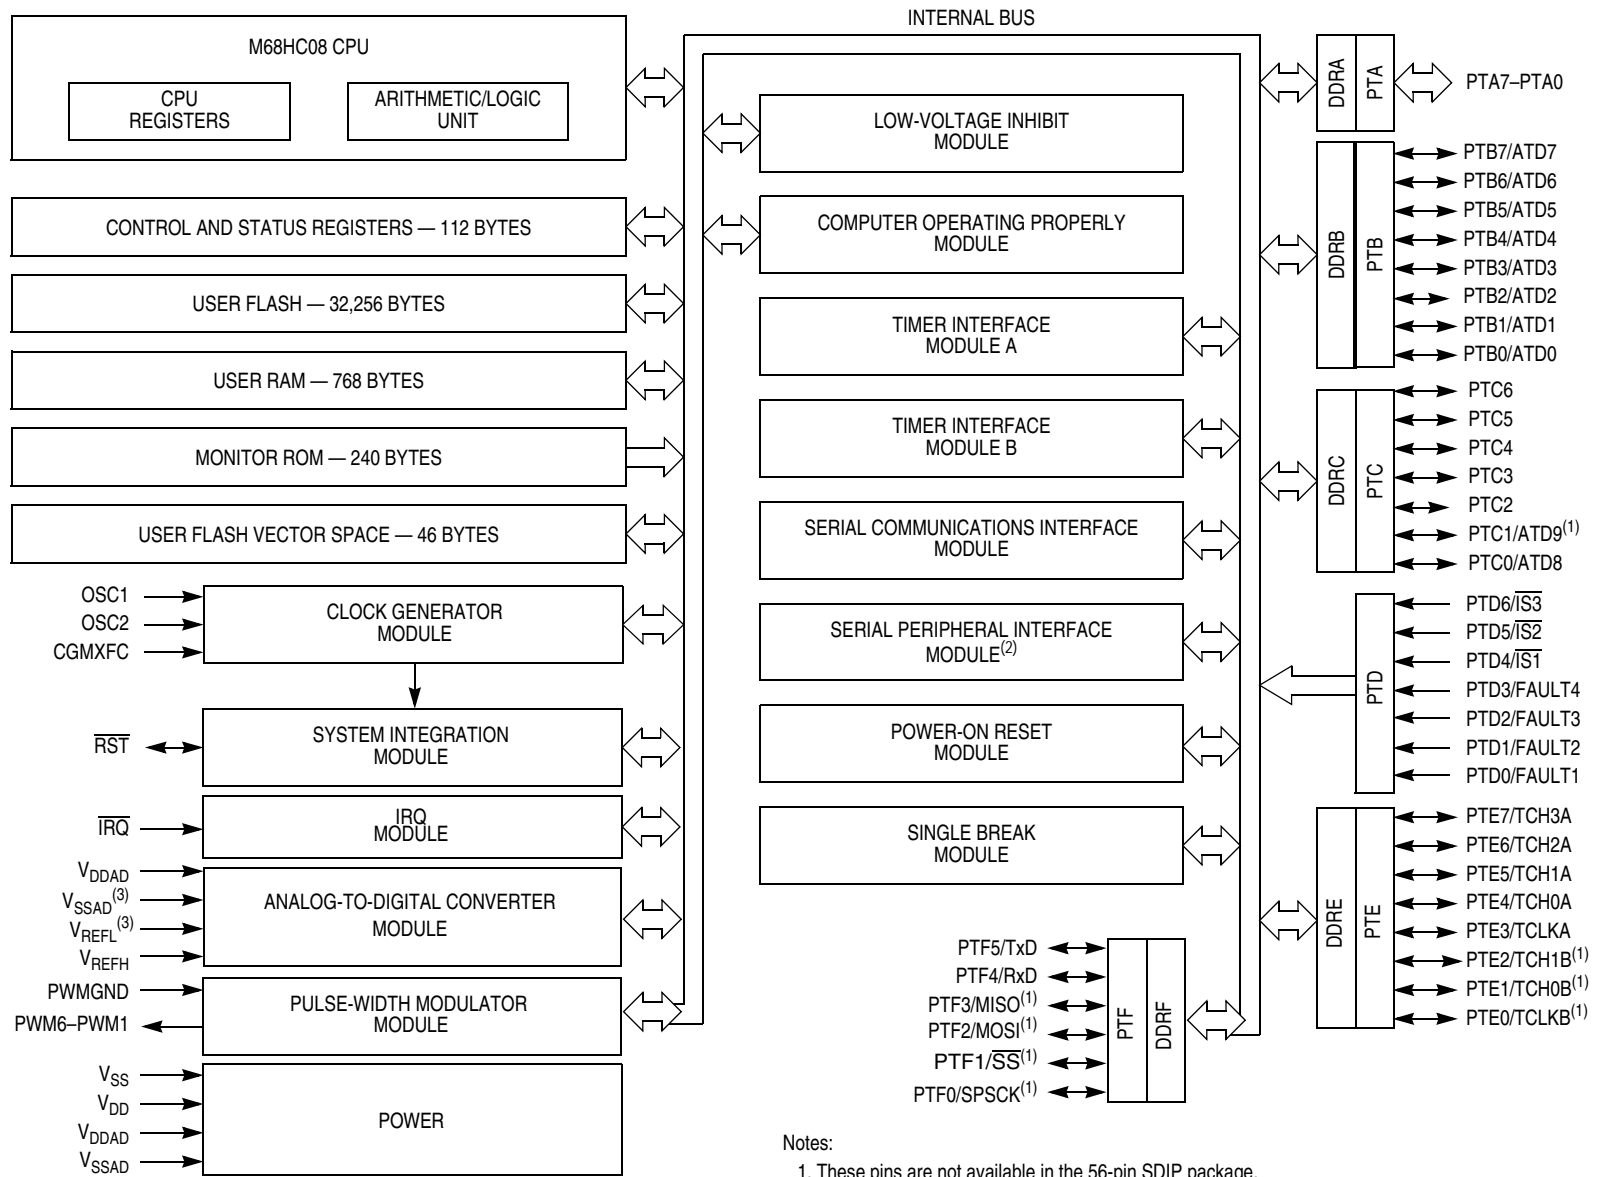 INTERNAL BUS
M68HC08 CPU
CPU
REGISTERS
ARITHMETIC/LOGIC
UNIT
CONTROL AND STATUS REGISTERS — 112 BYTES
USER FLASH — 32,256 BYTES
USER RAM — 768 BYTES
MONITOR ROM — 240 BYTES
USER FLASH VECTOR SPACE — 46 BYTES
OSC1
OSC2
CGMXFC
CLOCK GENERATOR
MODULE
RST
SYSTEM INTEGRATION
MODULE
IRQ
IRQ
MODULE
VDDAD
VSSAD(3)
VREFL(3)
VREFH
ANALOG-TO-DIGITAL CONVERTER
MODULE
PWMGND
PWM6–PWM1
PULSE-WIDTH MODULATOR
MODULE
VSS
VDD
VDDAD
VSSAD
POWER
LOW-VOLTAGE INHIBIT
MODULE
COMPUTER OPERATING PROPERLY
MODULE
TIMER INTERFACE
MODULE A
TIMER INTERFACE
MODULE B
SERIAL COMMUNICATIONS INTERFACE
MODULE
SERIAL PERIPHERAL INTERFACE
MODULE(2)
POWER-ON RESET
MODULE
SINGLE BREAK
MODULE
PTF5/TxD
PTF4/RxD
PTF3/MISO(1)
PTF2/MOSI(1)
PTF1/SS(1)
PTF0/SPSCK(1)
PTF
DDRF
DDRA
PTA
PTA7–PTA0
DDRB
PTB
PTB7/ATD7
PTB6/ATD6
PTB5/ATD5
PTB4/ATD4
PTB3/ATD3
PTB2/ATD2
PTB1/ATD1
PTB0/ATD0
DDRC
PTC
PTC6
PTC5
PTC4
PTC3
PTC2
PTC1/ATD9(1)
PTC0/ATD8
PTD
PTD6/IS3
PTD5/IS2
PTD4/IS1
PTD3/FAULT4
PTD2/FAULT3
PTD1/FAULT2
PTD0/FAULT1
DDRE
PTE
PTE7/TCH3A
PTE6/TCH2A
PTE5/TCH1A
PTE4/TCH0A
PTE3/TCLKA
PTE2/TCH1B(1)
PTE1/TCH0B(1)
PTE0/TCLKB(1)
Notes:
1. These pins are not available in the 56-pin SDIP package.